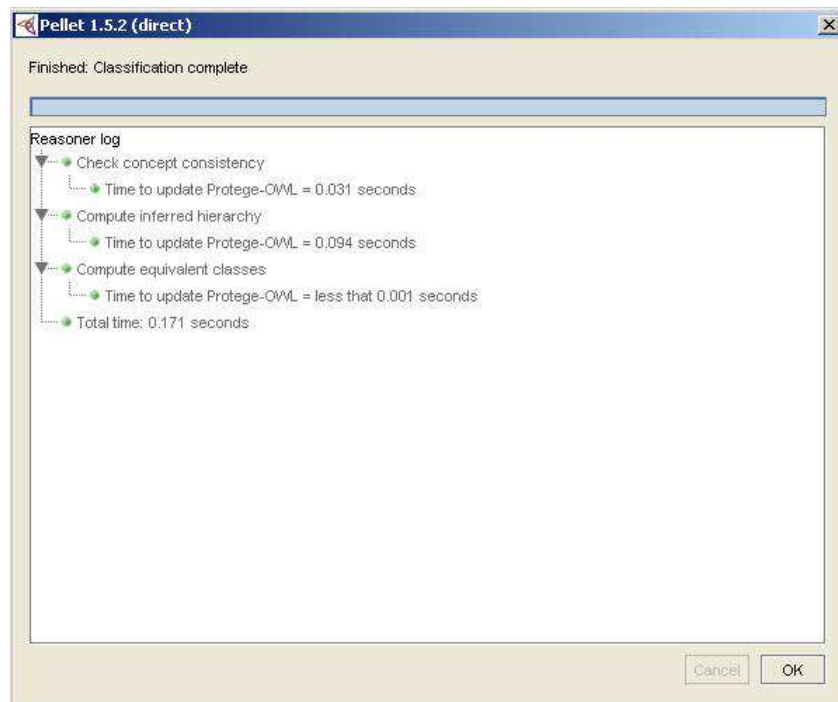 Pellet 1.5.2 (direct)
Finished: Classification complete
Reasoner log
Check concept consistency
Time to update Protege-OWL = 0.031 seconds
Compute inferred hierarchy
Time to update Protege-OWL = 0.094 seconds
Compute equivalent classes
Time to update Protege-OWL = less that 0.001 seconds
Total time: 0.171 seconds
Cancel OK